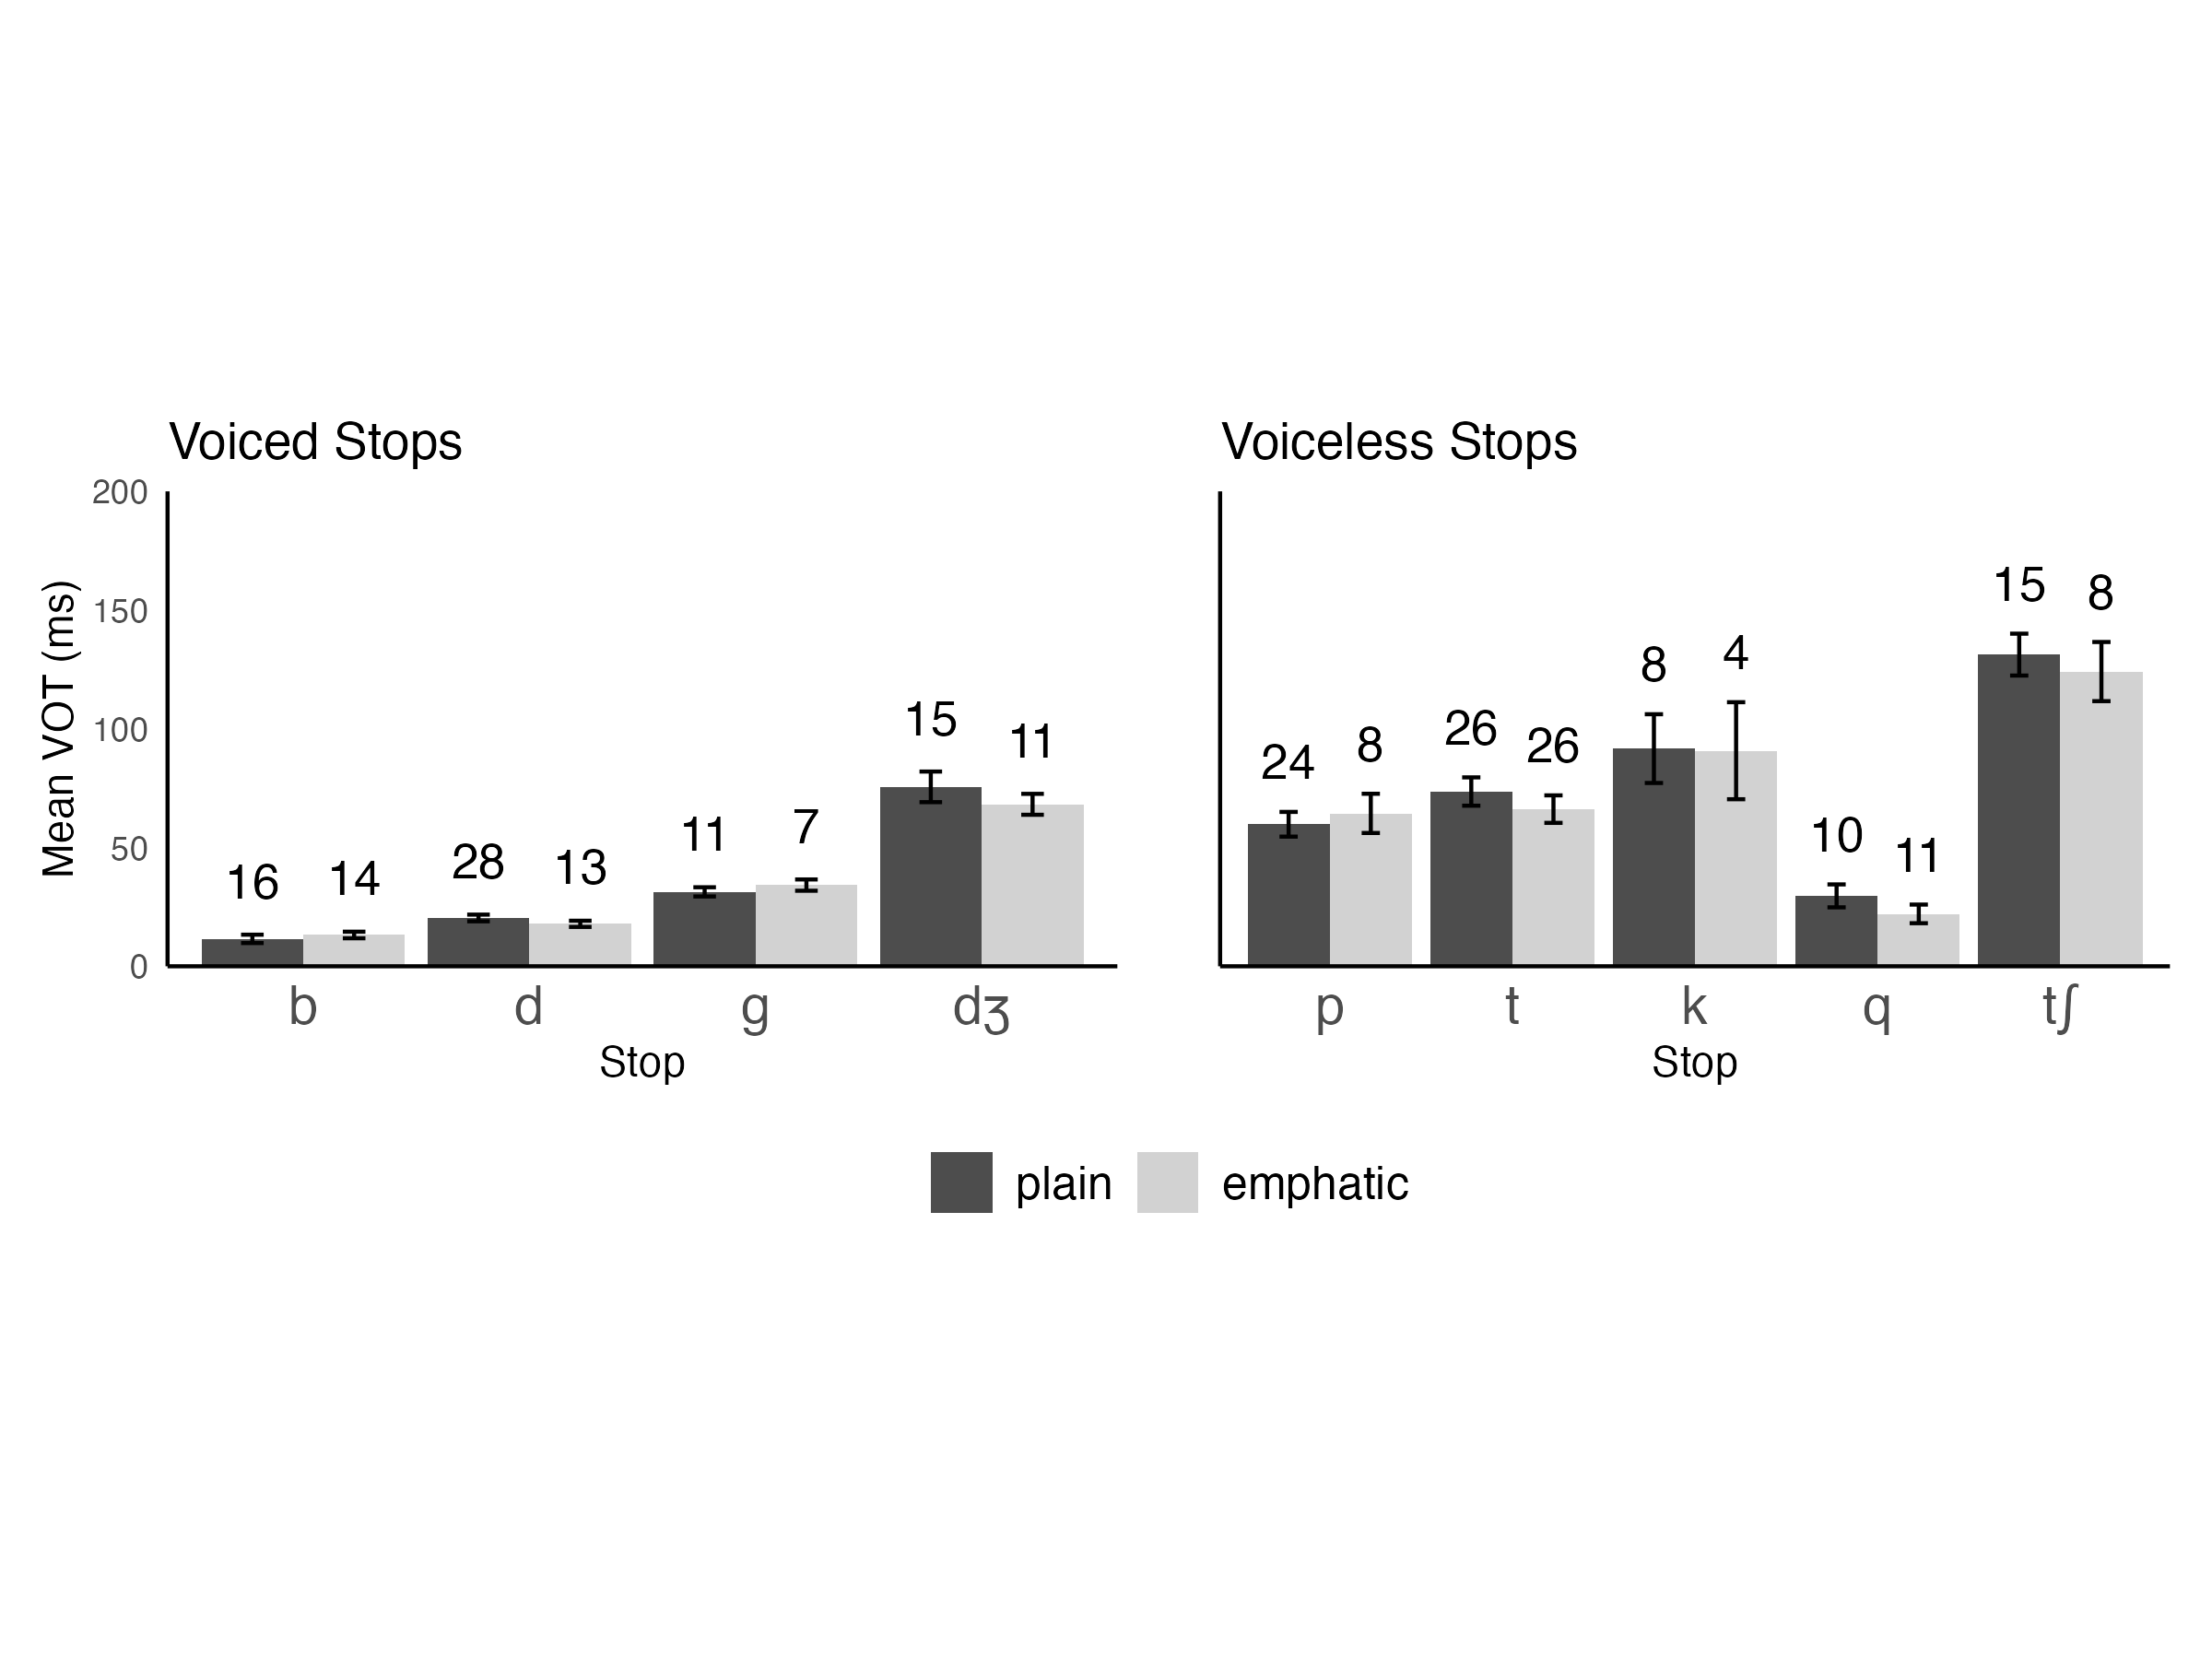 Voiced Stops
Mean VOT (ms)
200
150
100
50
0
16 14 28 13 11 7 15 11
b d g dʒ
Stop
Voiceless Stops
24 8 26 26 8 4 10 11 15 8
p t k q tʃ
Stop
plain emphatic